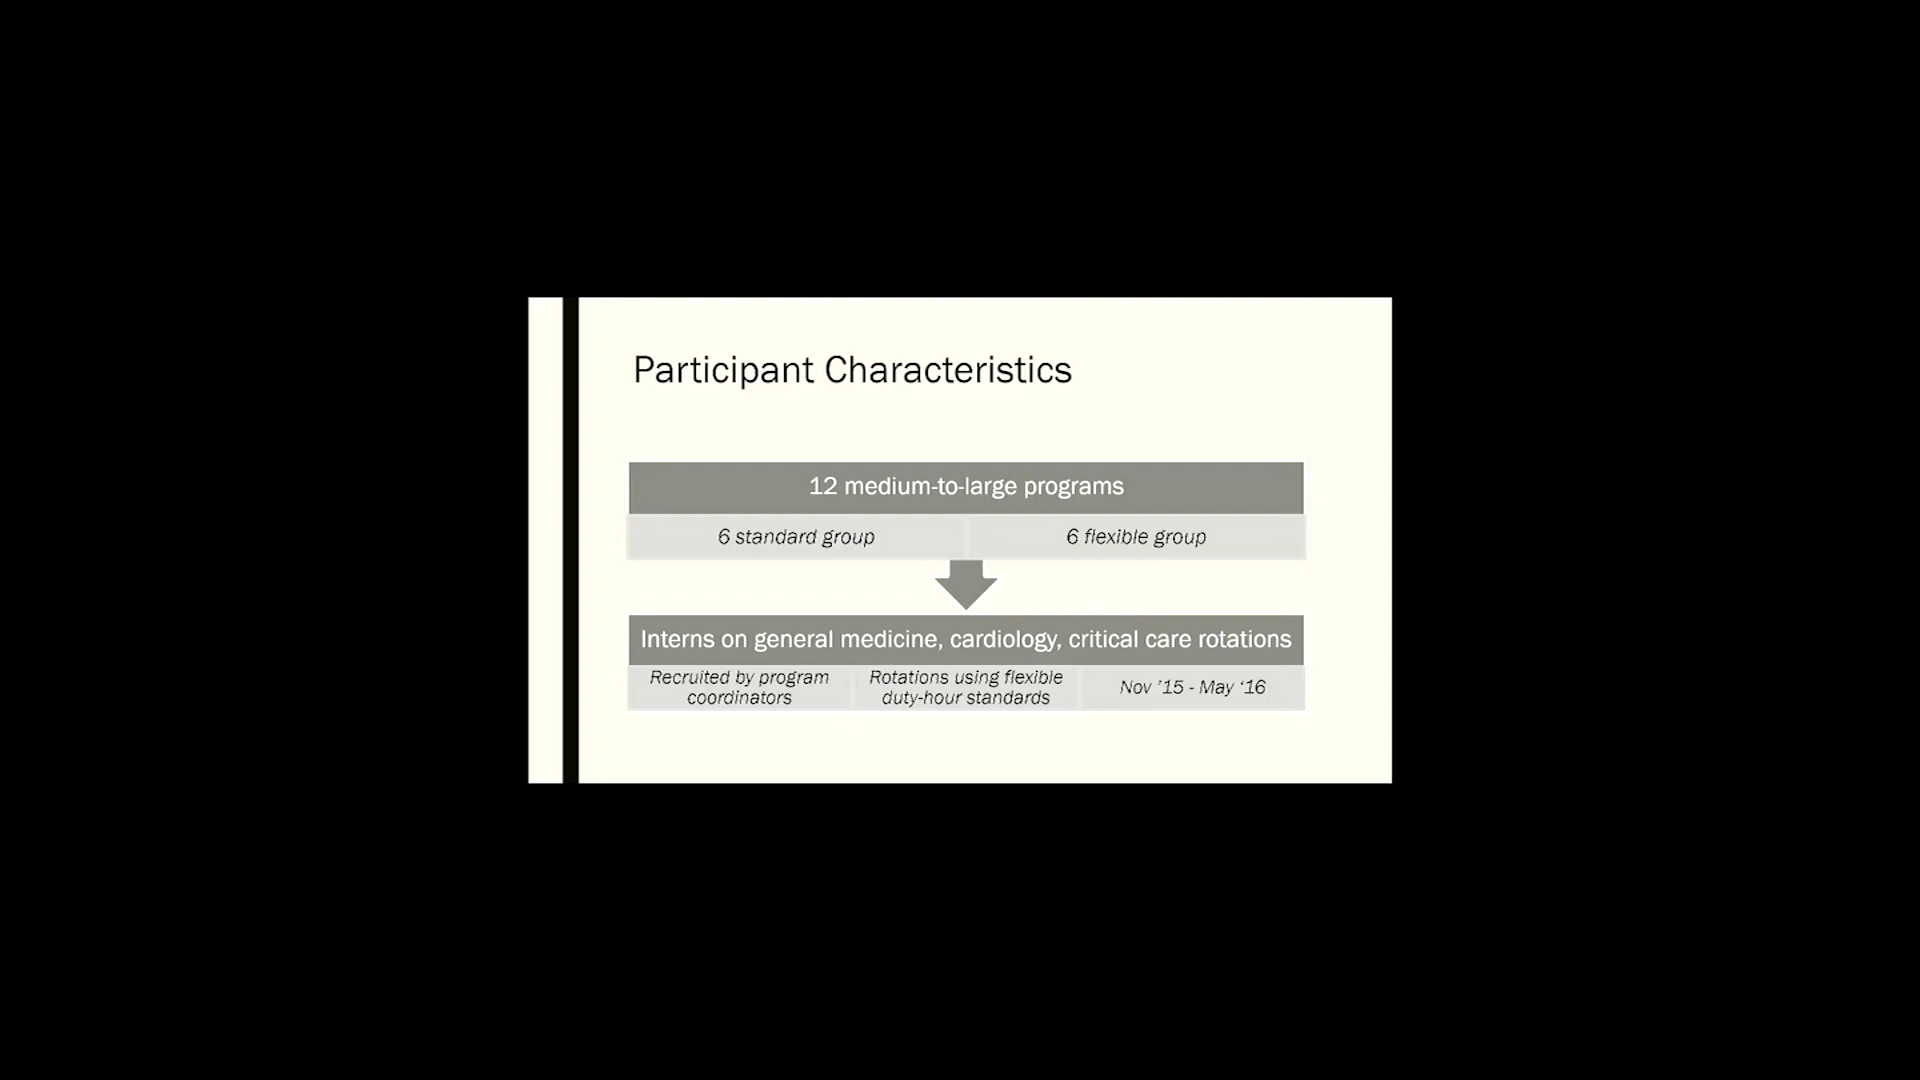 Participant Characteristics
12 medium-to-large programs
6 standard group
6 flexible group
Interns on general medicine, cardiology, critical care rotations
Recruited by program
coordinators
Rotations using flexible
duty-hour standards
Nov ’15 - May ‘16